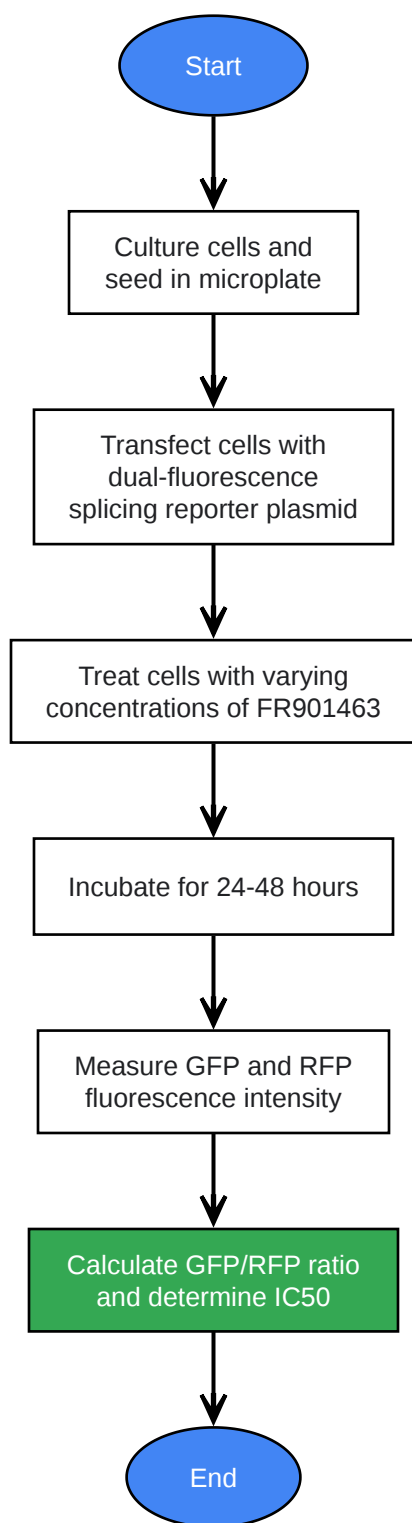 Start
Culture cells and
seed in microplate
Transfect cells with
dual-fluorescence
splicing reporter plasmid
Treat cells with varying
concentrations of FR901463
Incubate for 24-48 hours
Measure GFP and RFP
fluorescence intensity
Calculate GFP/RFP ratio
and determine IC50
End